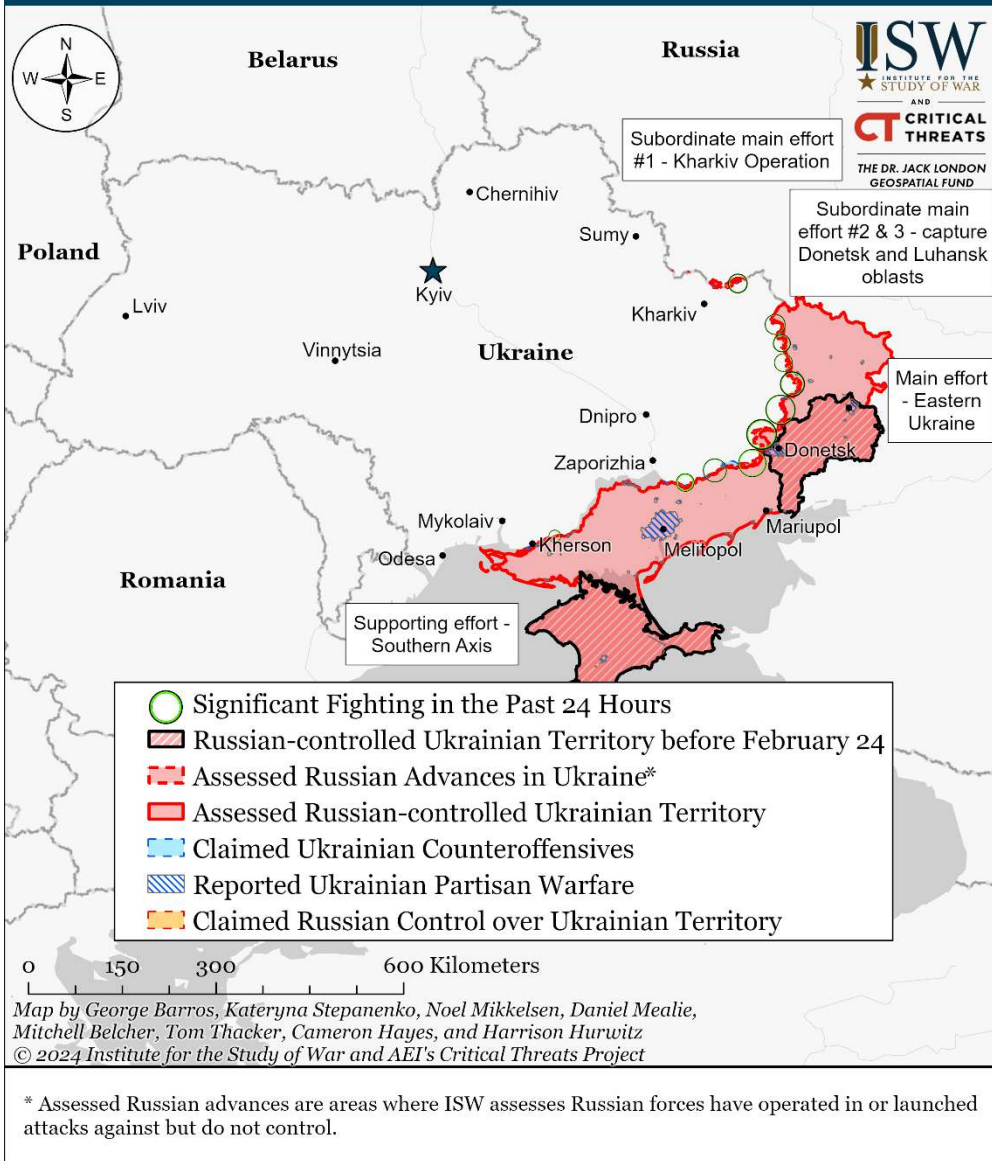 N
W
E
S
Belarus
Russia
ISW
INSTITUTE FOR THE
STUDY OF WAR
AND
CT CRITICAL
THREATS
THE DR. JACK LONDON
GEOSPATIAL FUND
Subordinate main effort
#1 - Kharkiv Operation
Chernihiv
Subordinate main
effort #2 & 3 - capture
Donetsk and Luhansk
oblasts
Sumy
Poland
Kyiv
Lviv
Kharkiv
Vinnytsia
Ukraine
Main effort
- Eastern
Ukraine
Dnipro
Donetsk
Zaporizhia
Mykolaiv
Mariupol
Kherson
Melitopol
Odesa
Romania
Supporting effort -
Southern Axis
Significant Fighting in the Past 24 Hours
Russian-controlled Ukrainian Territory before February 24
Assessed Russian Advances in Ukraine*
Assessed Russian-controlled Ukrainian Territory
Claimed Ukrainian Counteroffensives
Reported Ukrainian Partisan Warfare
Claimed Russian Control over Ukrainian Territory
0 150 300 600 Kilometers
Map by George Barros, Kateryna Stepanenko, Noel Mikkelsen, Daniel Mealie,
Mitchell Belcher, Tom Thacker, Cameron Hayes, and Harrison Hurwitz
© 2024 Institute for the Study of War and AEI's Critical Threats Project
* Assessed Russian advances are areas where ISW assesses Russian forces have operated in or launched
attacks against but do not control.